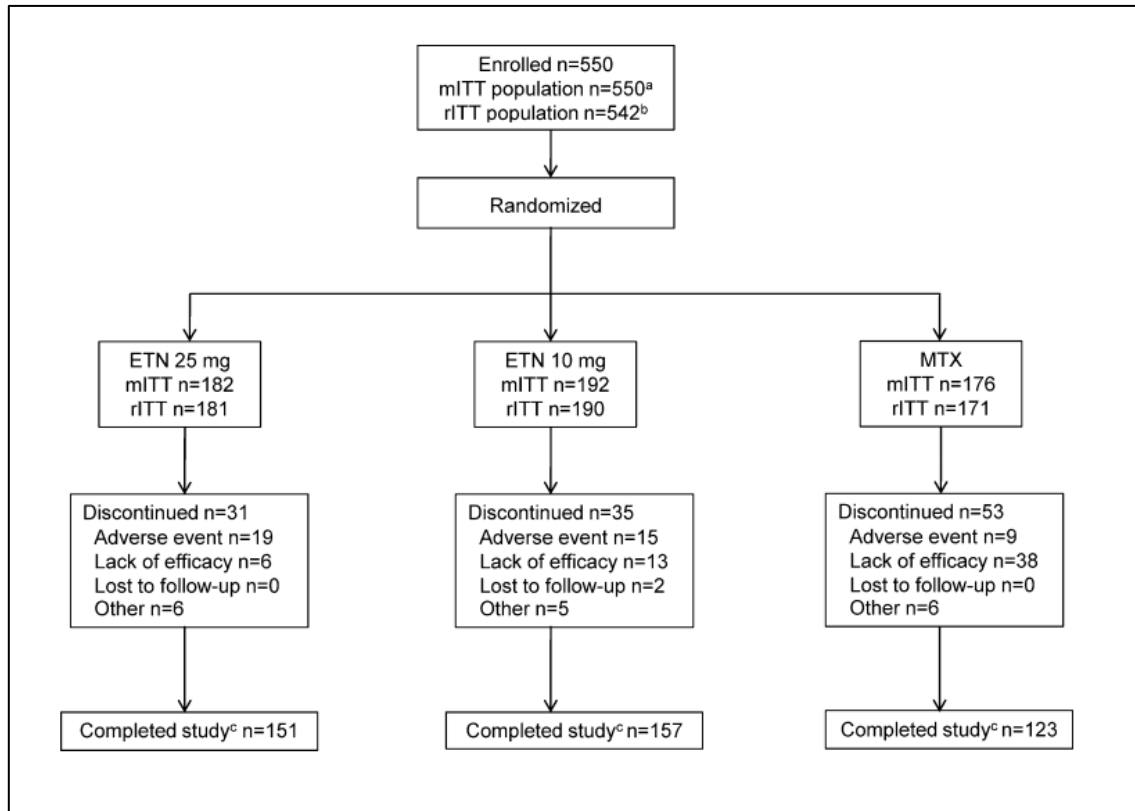 Enrolled n=550
mITT population n=550ᵃ
rITT population n=542ᵇ
Randomized
ETN 25 mg
mITT n=182
rITT n=181
ETN 10 mg
mITT n=192
rITT n=190
MTX
mITT n=176
rITT n=171
Discontinued n=31
Adverse event n=19
Lack of efficacy n=6
Lost to follow-up n=0
Other n=6
Discontinued n=35
Adverse event n=15
Lack of efficacy n=13
Lost to follow-up n=2
Other n=5
Discontinued n=53
Adverse event n=9
Lack of efficacy n=38
Lost to follow-up n=0
Other n=6
Completed studyᶜ n=151
Completed studyᶜ n=157
Completed studyᶜ n=123